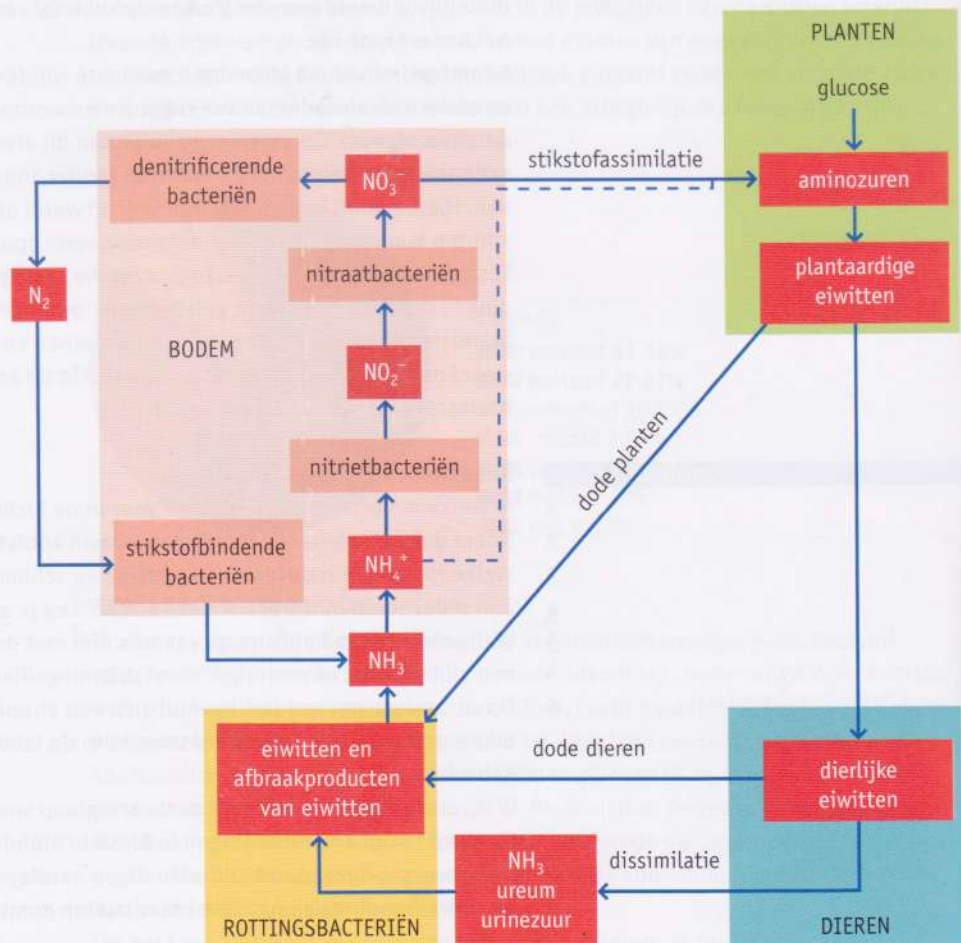 PLANTEN
glucose
denitrificerende
bacteriën
NO₃⁻
stikstofassimilatie
aminozuren
N₂
nitraatbacteriën
plantaardige
eiwitten
BODEM
NO₂⁻
nitrietbacteriën
dode planten
stikstofbindende
bacteriën
NH₄⁺
NH₃
eiwitten en
afbraakproducten
van eiwitten
dode dieren
dierlijke
eiwitten
NH₃
ureum
urinezuur
dissimilatie
ROTTINGSBACTERIËN
DIEREN